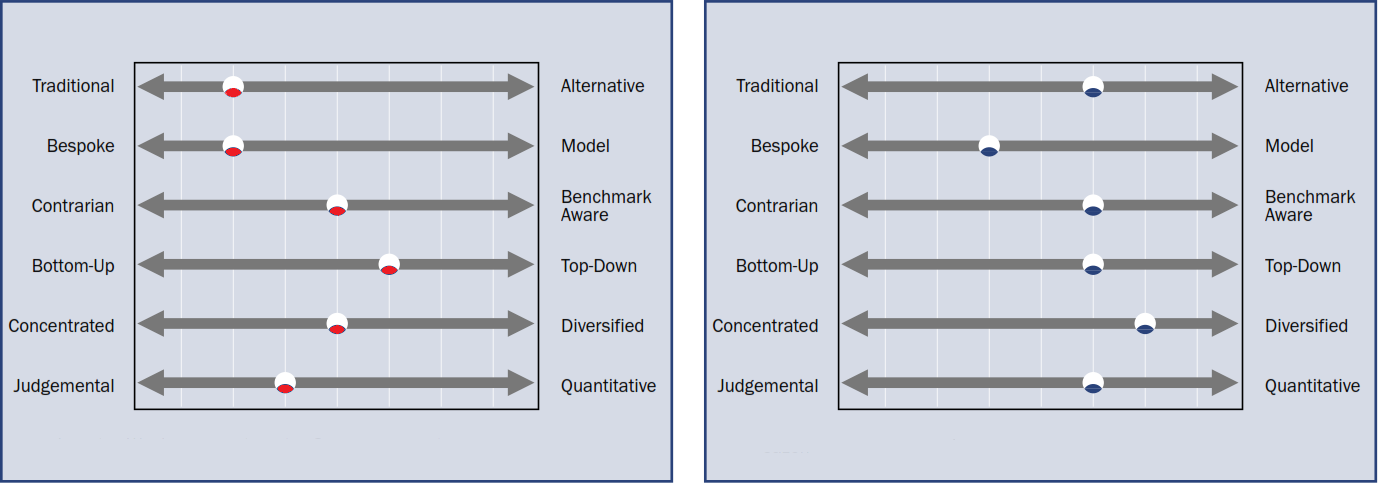 Traditional
Alternative
Bespoke
Model
Contrarian
Benchmark
Aware
Bottom-Up
Top-Down
Concentrated
Diversified
Judgemental
Quantitative
Traditional
Alternative
Bespoke
Model
Contrarian
Benchmark
Aware
Bottom-Up
Top-Down
Concentrated
Diversified
Judgemental
Quantitative